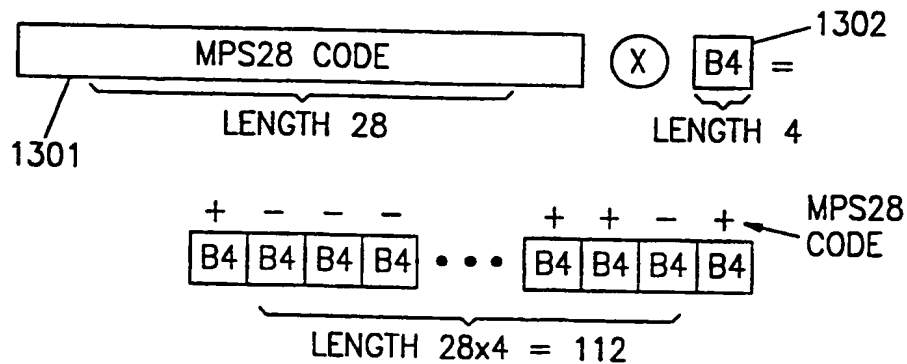 1302
MPS28 CODE X B4 =
LENGTH 28 LENGTH 4
1301
+ - - - + + - + MPS28
CODE
B4 B4 B4 B4 ••• B4 B4 B4 B4
LENGTH 28x4 = 112